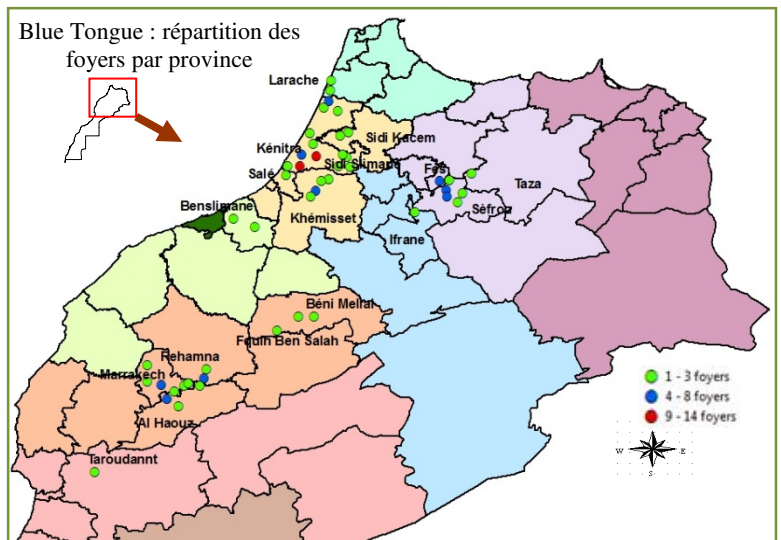 Blue Tongue : répartition des
foyers par province
Larache
Sidi Kacem
Kénitra
Sidi Slimane
Salé
Fès
Taza
Benslimane
Khémisset
Sèfrou
Ifrane
Béni Mellal
Fquih Ben Salah
Rehamna
Marrakech
Al Haouz
Taroudannt
1 - 3 foyers
4 - 8 foyers
9 - 14 foyers
W E
S